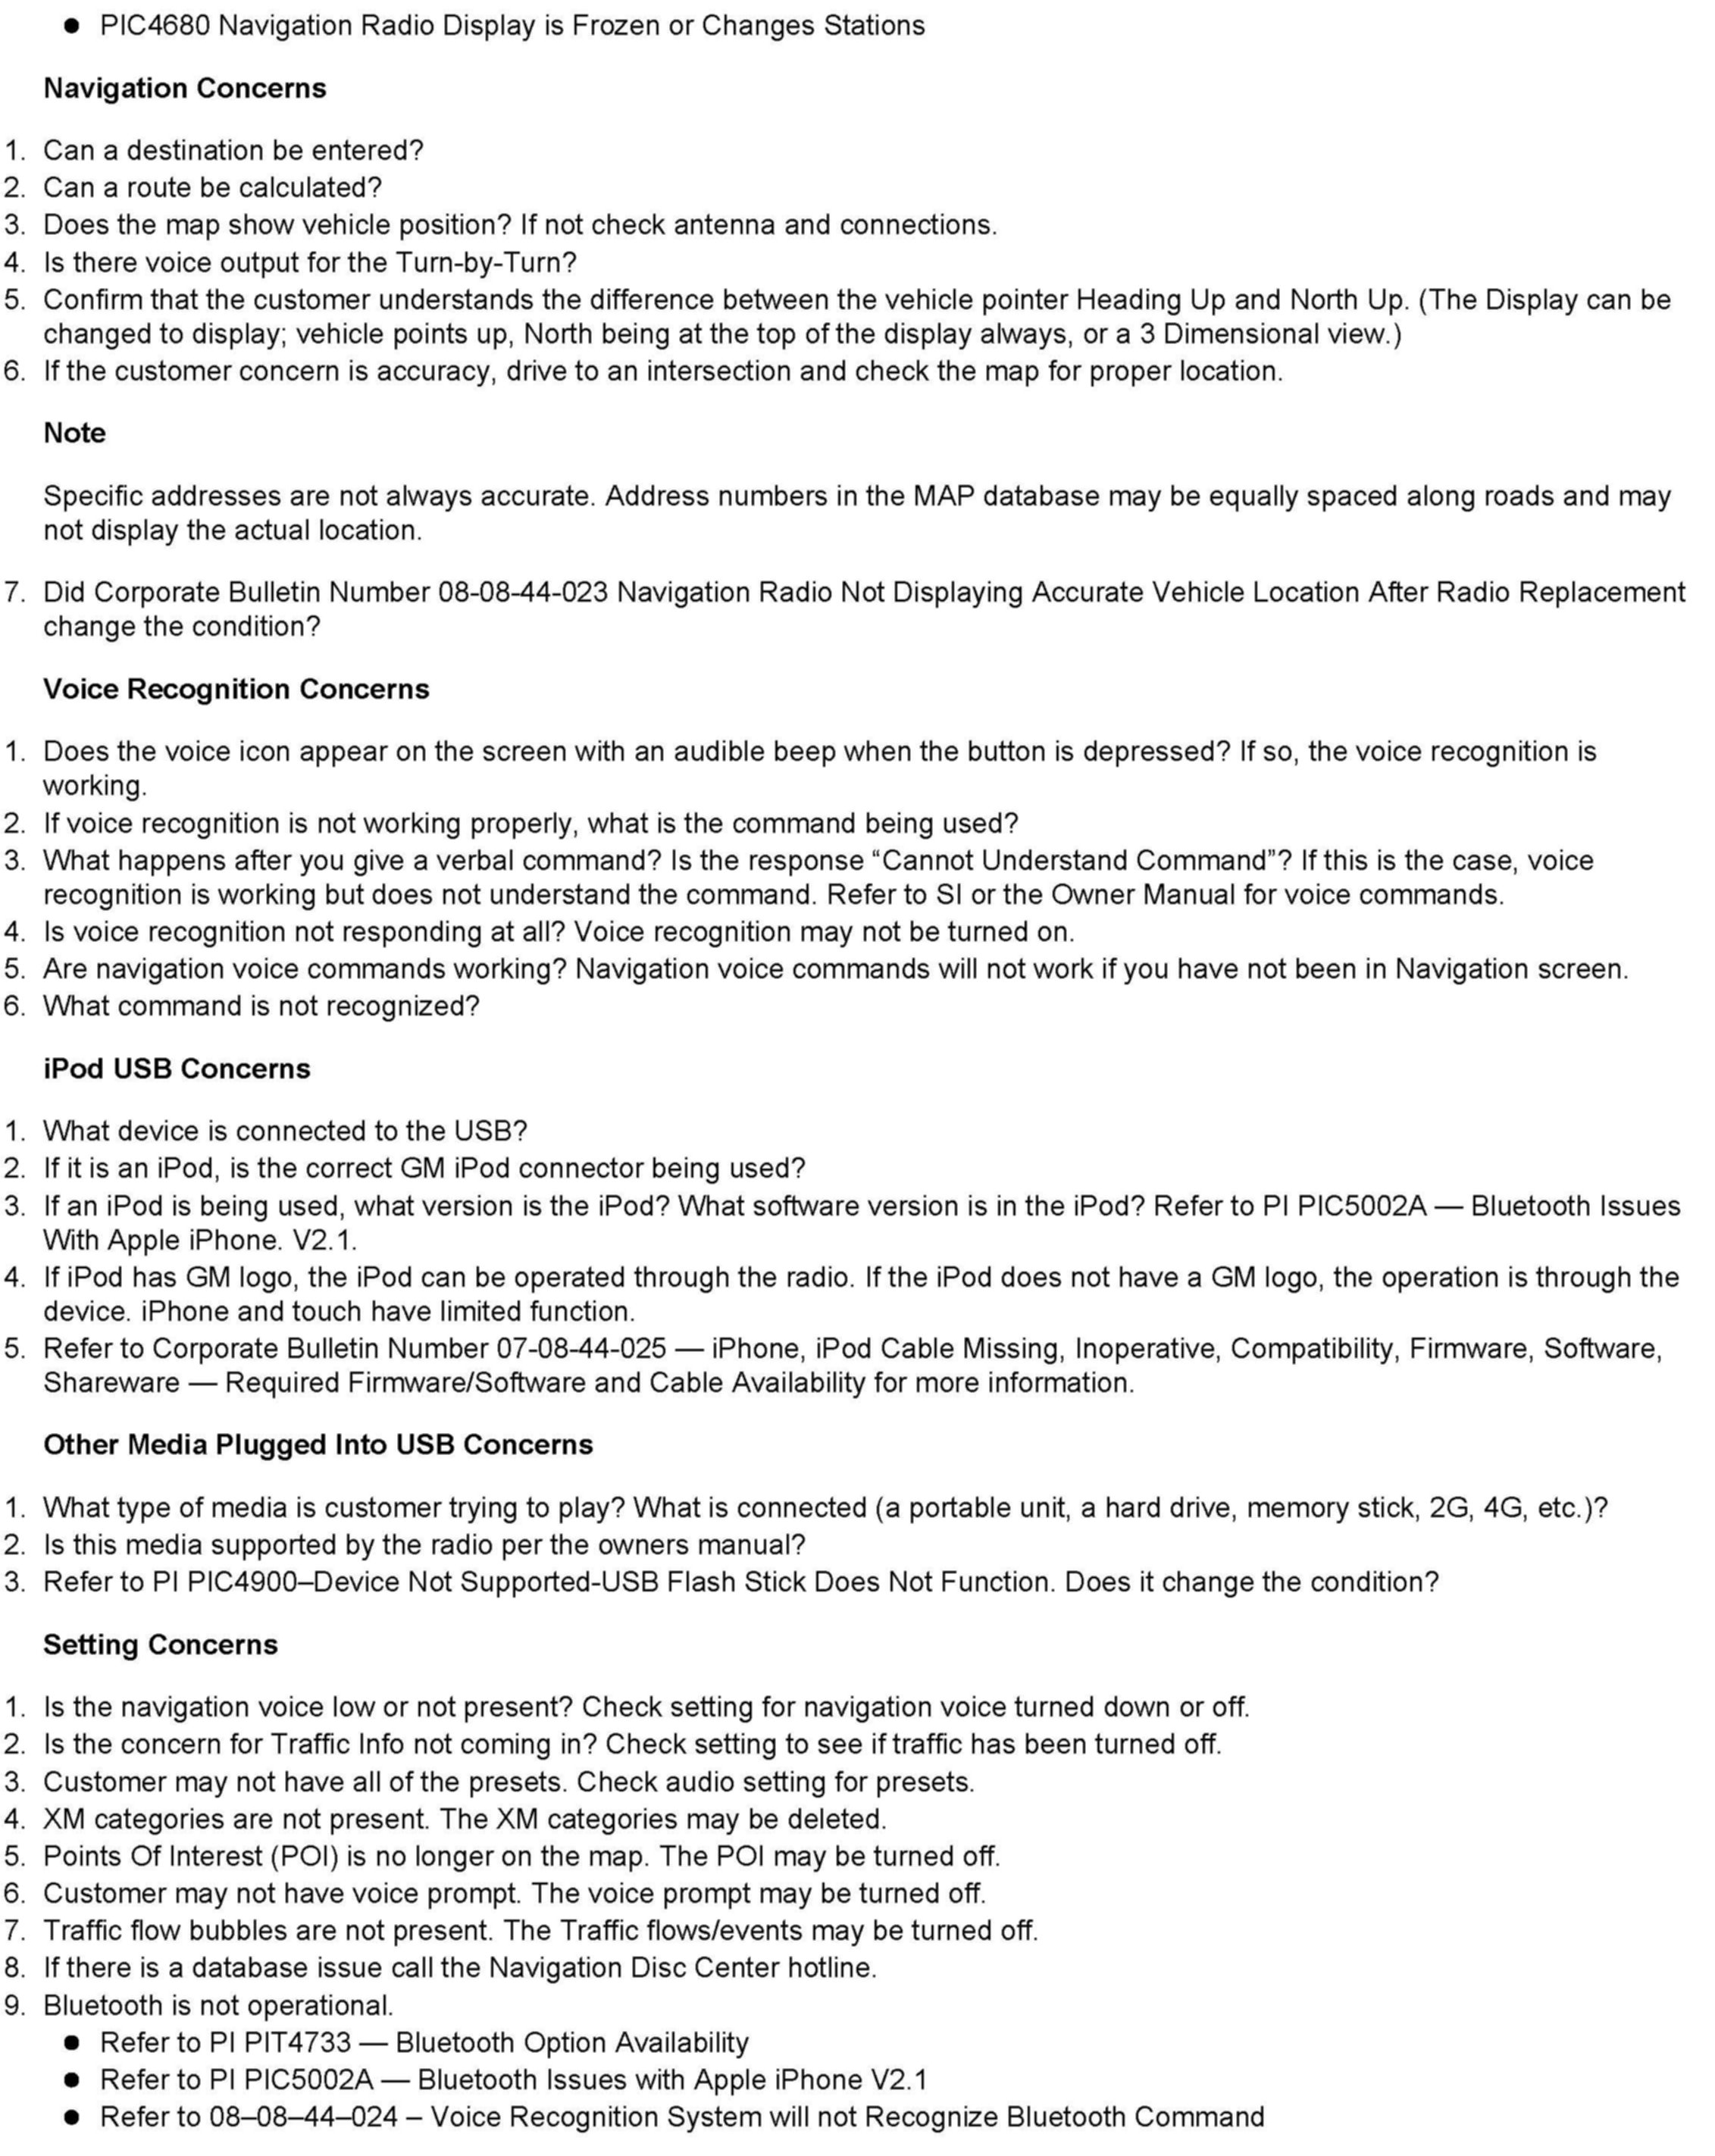 ● PIC4680 Navigation Radio Display is Frozen or Changes Stations
Navigation Concerns
1. Can a destination be entered?
2. Can a route be calculated?
3. Does the map show vehicle position? If not check antenna and connections.
4. Is there voice output for the Turn-by-Turn?
5. Confirm that the customer understands the difference between the vehicle pointer Heading Up and North Up. (The Display can be
changed to display; vehicle points up, North being at the top of the display always, or a 3 Dimensional view.)
6. If the customer concern is accuracy, drive to an intersection and check the map for proper location.
Note
Specific addresses are not always accurate. Address numbers in the MAP database may be equally spaced along roads and may
not display the actual location.
7. Did Corporate Bulletin Number 08-08-44-023 Navigation Radio Not Displaying Accurate Vehicle Location After Radio Replacement
change the condition?
Voice Recognition Concerns
1. Does the voice icon appear on the screen with an audible beep when the button is depressed? If so, the voice recognition is
working.
2. If voice recognition is not working properly, what is the command being used?
3. What happens after you give a verbal command? Is the response “Cannot Understand Command”? If this is the case, voice
recognition is working but does not understand the command. Refer to SI or the Owner Manual for voice commands.
4. Is voice recognition not responding at all? Voice recognition may not be turned on.
5. Are navigation voice commands working? Navigation voice commands will not work if you have not been in Navigation screen.
6. What command is not recognized?
iPod USB Concerns
1. What device is connected to the USB?
2. If it is an iPod, is the correct GM iPod connector being used?
3. If an iPod is being used, what version is the iPod? What software version is in the iPod? Refer to PI PIC5002A — Bluetooth Issues
With Apple iPhone. V2.1.
4. If iPod has GM logo, the iPod can be operated through the radio. If the iPod does not have a GM logo, the operation is through the
device. iPhone and touch have limited function.
5. Refer to Corporate Bulletin Number 07-08-44-025 — iPhone, iPod Cable Missing, Inoperative, Compatibility, Firmware, Software,
Shareware — Required Firmware/Software and Cable Availability for more information.
Other Media Plugged Into USB Concerns
1. What type of media is customer trying to play? What is connected (a portable unit, a hard drive, memory stick, 2G, 4G, etc.)?
2. Is this media supported by the radio per the owners manual?
3. Refer to PI PIC4900–Device Not Supported-USB Flash Stick Does Not Function. Does it change the condition?
Setting Concerns
1. Is the navigation voice low or not present? Check setting for navigation voice turned down or off.
2. Is the concern for Traffic Info not coming in? Check setting to see if traffic has been turned off.
3. Customer may not have all of the presets. Check audio setting for presets.
4. XM categories are not present. The XM categories may be deleted.
5. Points Of Interest (POI) is no longer on the map. The POI may be turned off.
6. Customer may not have voice prompt. The voice prompt may be turned off.
7. Traffic flow bubbles are not present. The Traffic flows/events may be turned off.
8. If there is a database issue call the Navigation Disc Center hotline.
9. Bluetooth is not operational.
● Refer to PI PIT4733 — Bluetooth Option Availability
● Refer to PI PIC5002A — Bluetooth Issues with Apple iPhone V2.1
● Refer to 08–08–44–024 – Voice Recognition System will not Recognize Bluetooth Command